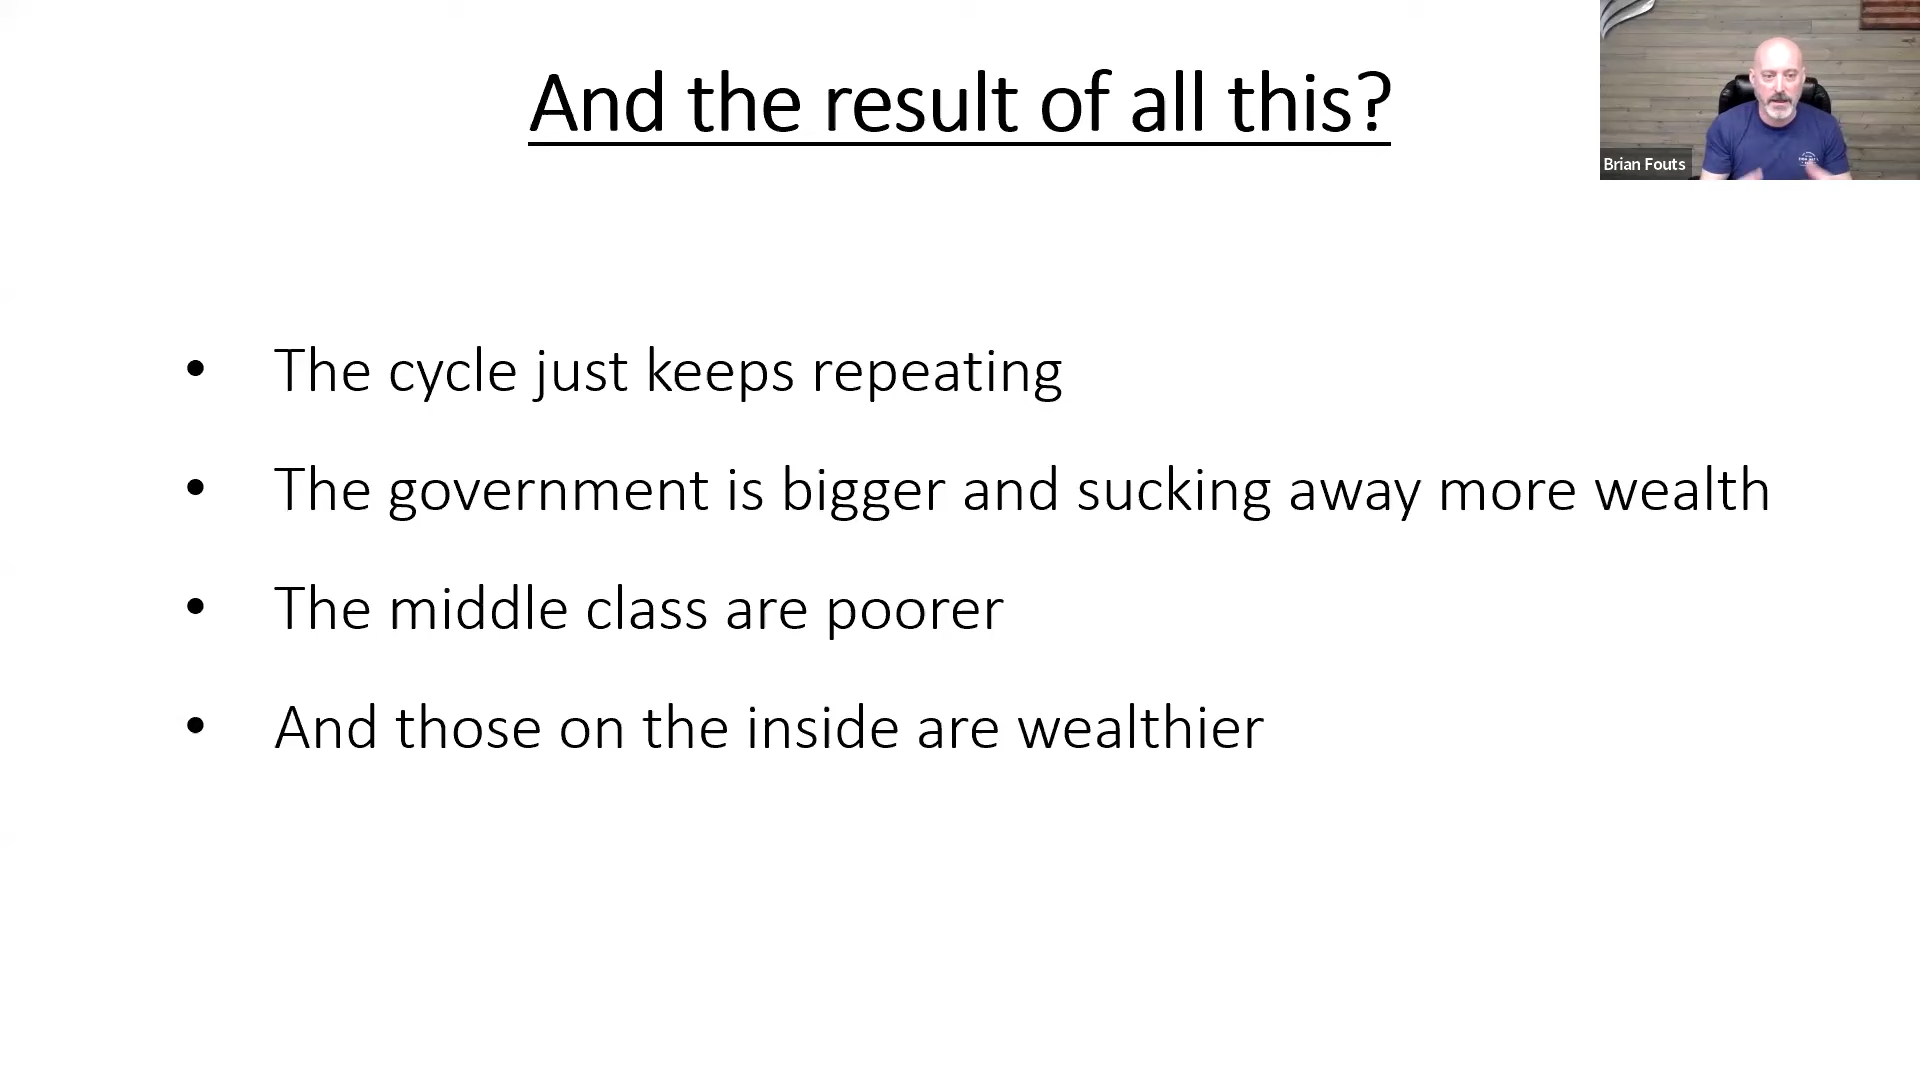 And the result of all this?
Brian Fouts
• The cycle just keeps repeating
• The government is bigger and sucking away more wealth
• The middle class are poorer
• And those on the inside are wealthier